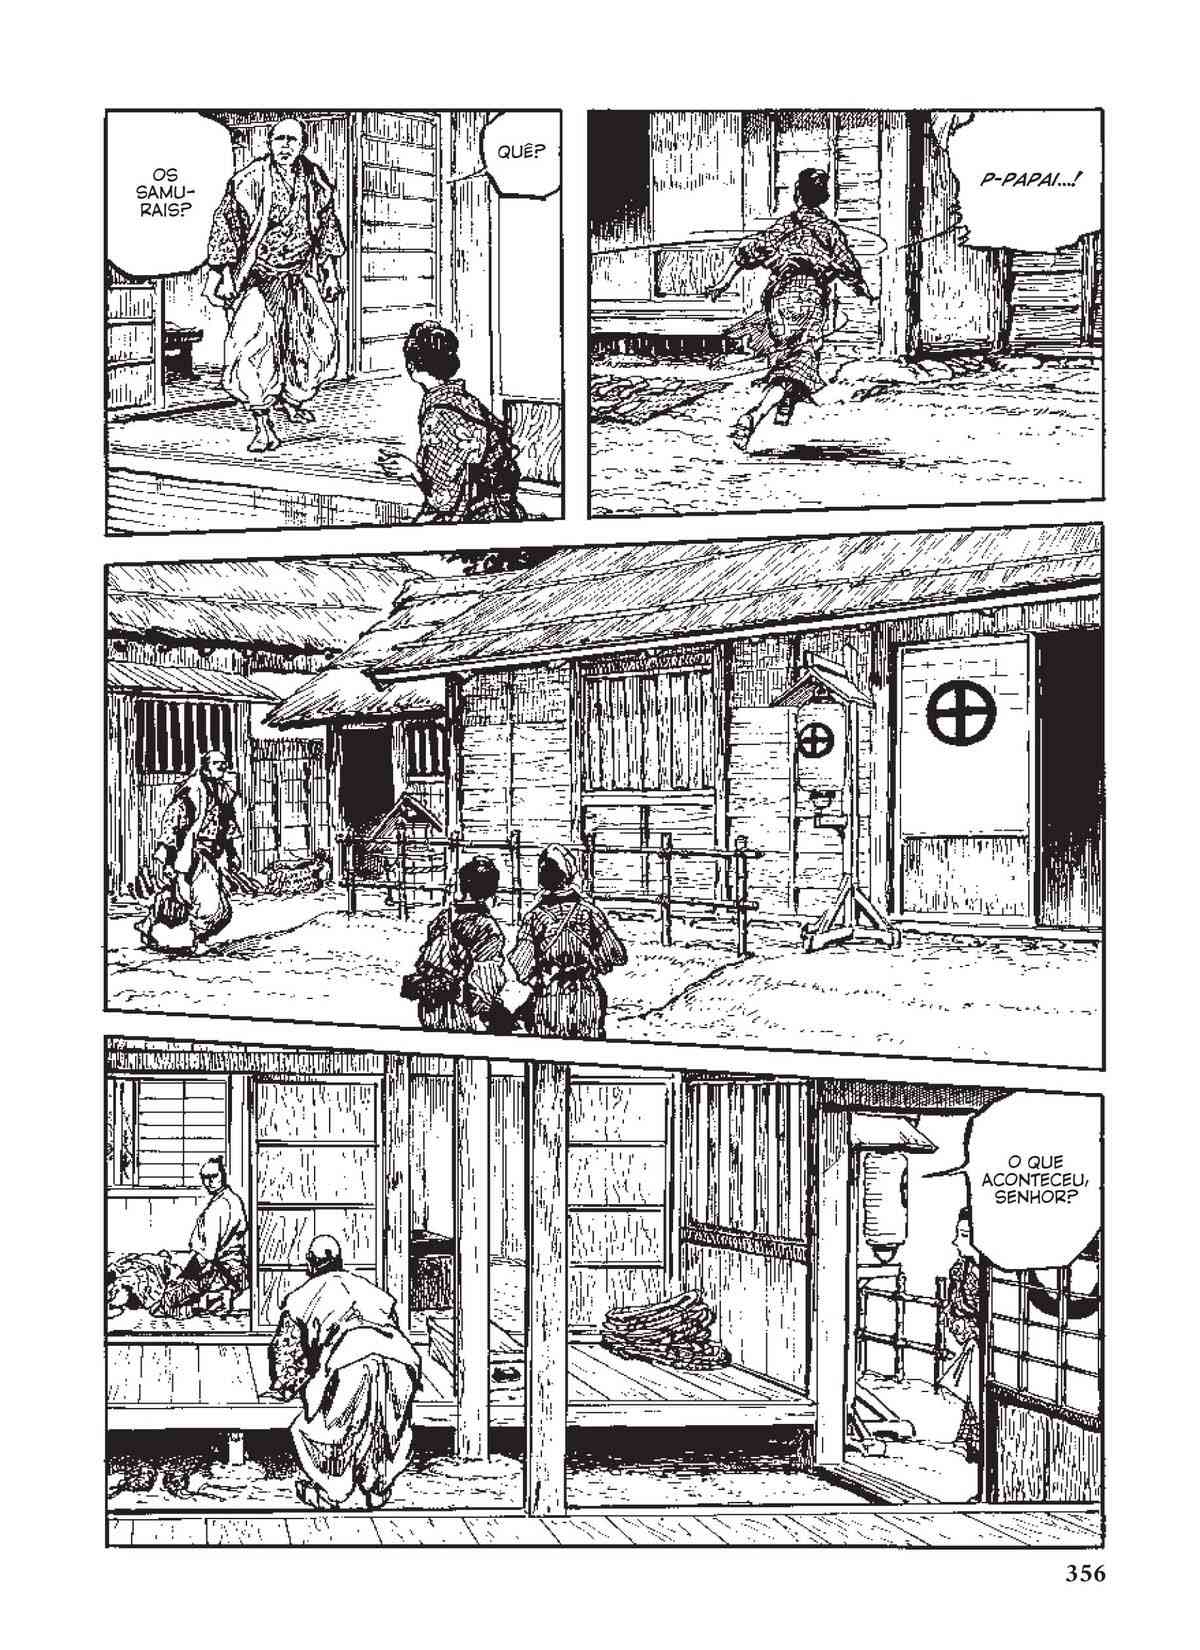 P-PAPAI...!
QUÊ?
OS
SAMU-
RAIS?
O QUE
ACONTECEU,
SENHOR?
356